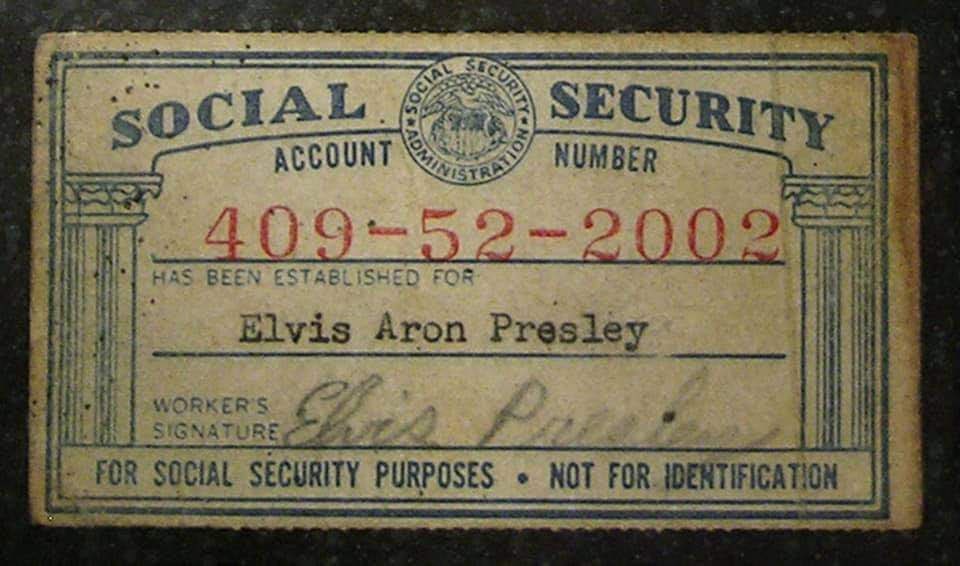 SOCIAL SECURITY
SOCIAL SECURITY ADMINISTRATION
ACCOUNT NUMBER
409-52-2002
HAS BEEN ESTABLISHED FOR
Elvis Aron Presley
WORKER'S
SIGNATURE Elvis Presley
FOR SOCIAL SECURITY PURPOSES • NOT FOR IDENTIFICATION